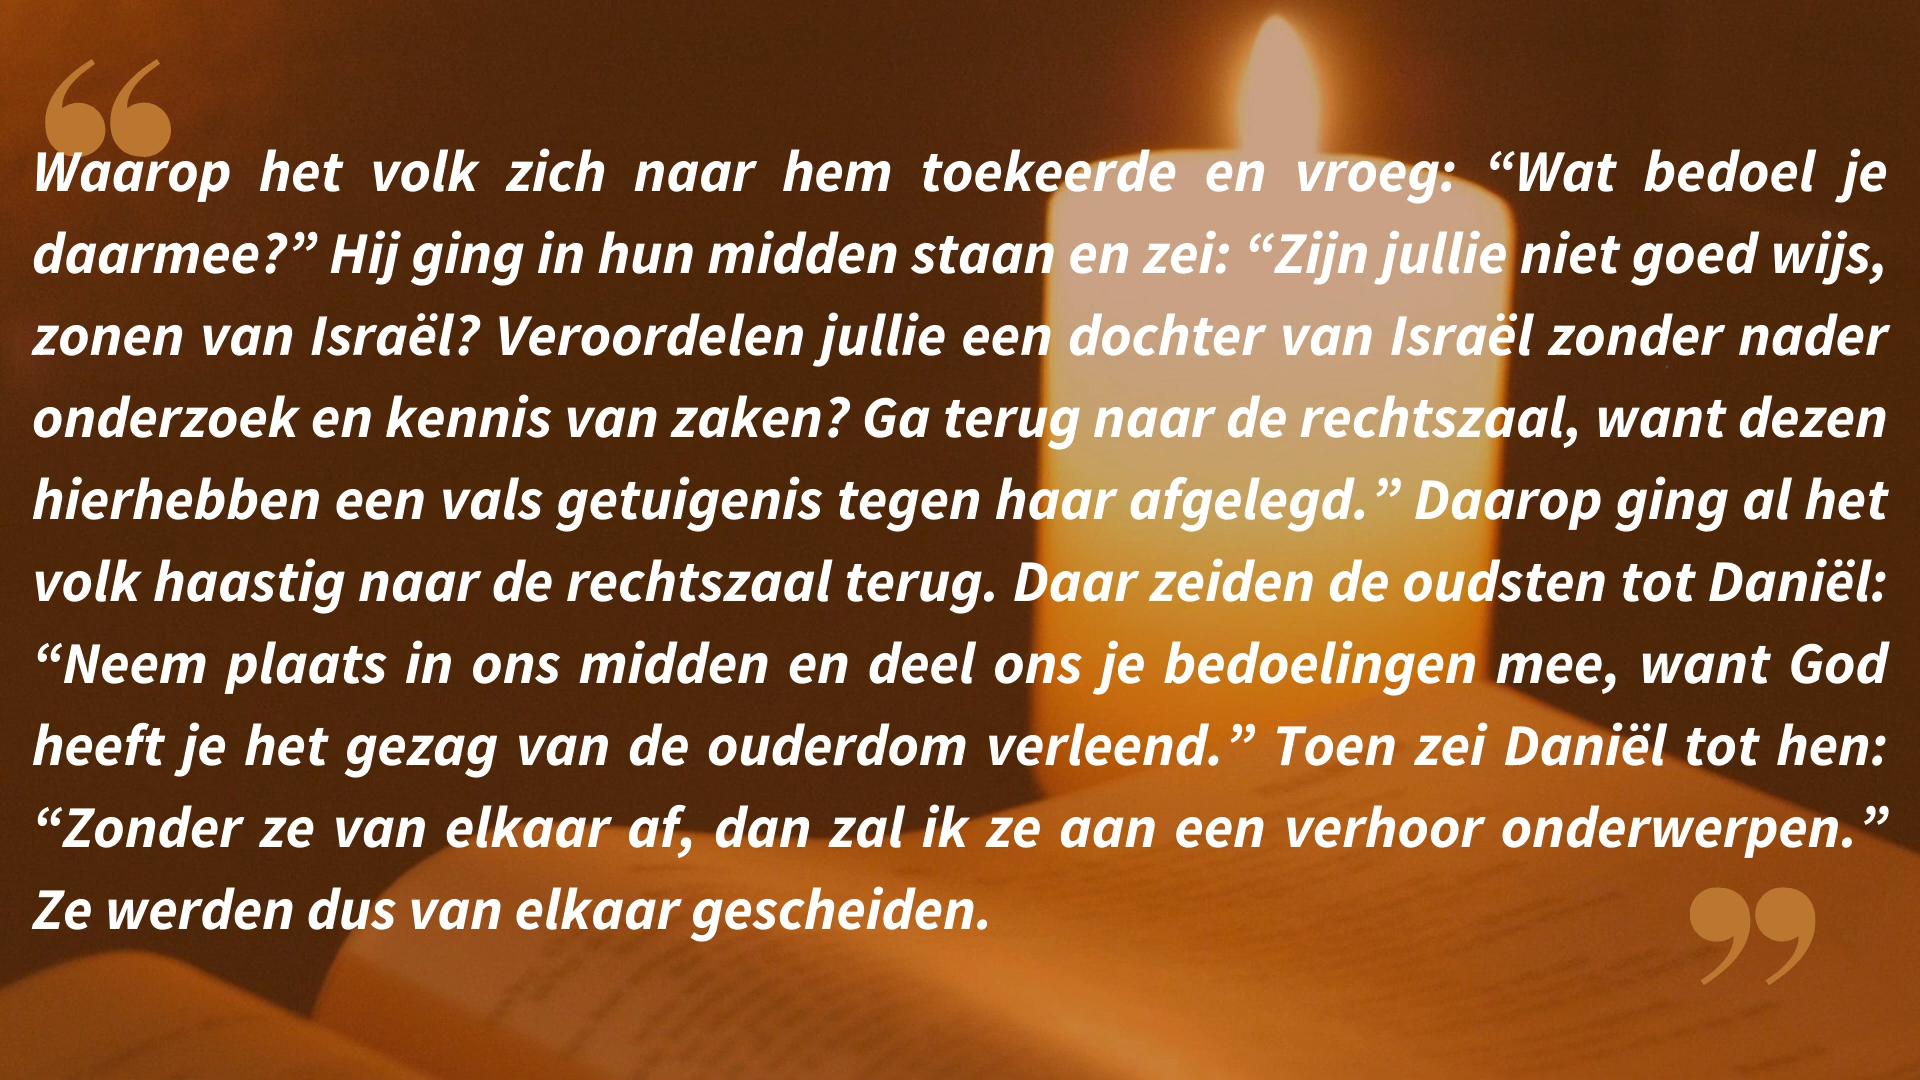 Waarop het volk zich naar hem toekeerde en vroeg: “Wat bedoel je
daarmee?” Hij ging in hun midden staan en zei: “Zijn jullie niet goed wijs,
zonen van Israël? Veroordelen jullie een dochter van Israël zonder nader
onderzoek en kennis van zaken? Ga terug naar de rechtszaal, want dezen
hierhebben een vals getuigenis tegen haar afgelegd.” Daarop ging al het
volk haastig naar de rechtszaal terug. Daar zeiden de oudsten tot Daniël:
“Neem plaats in ons midden en deel ons je bedoelingen mee, want God
heeft je het gezag van de ouderdom verleend.” Toen zei Daniël tot hen:
“Zonder ze van elkaar af, dan zal ik ze aan een verhoor onderwerpen.”
Ze werden dus van elkaar gescheiden.